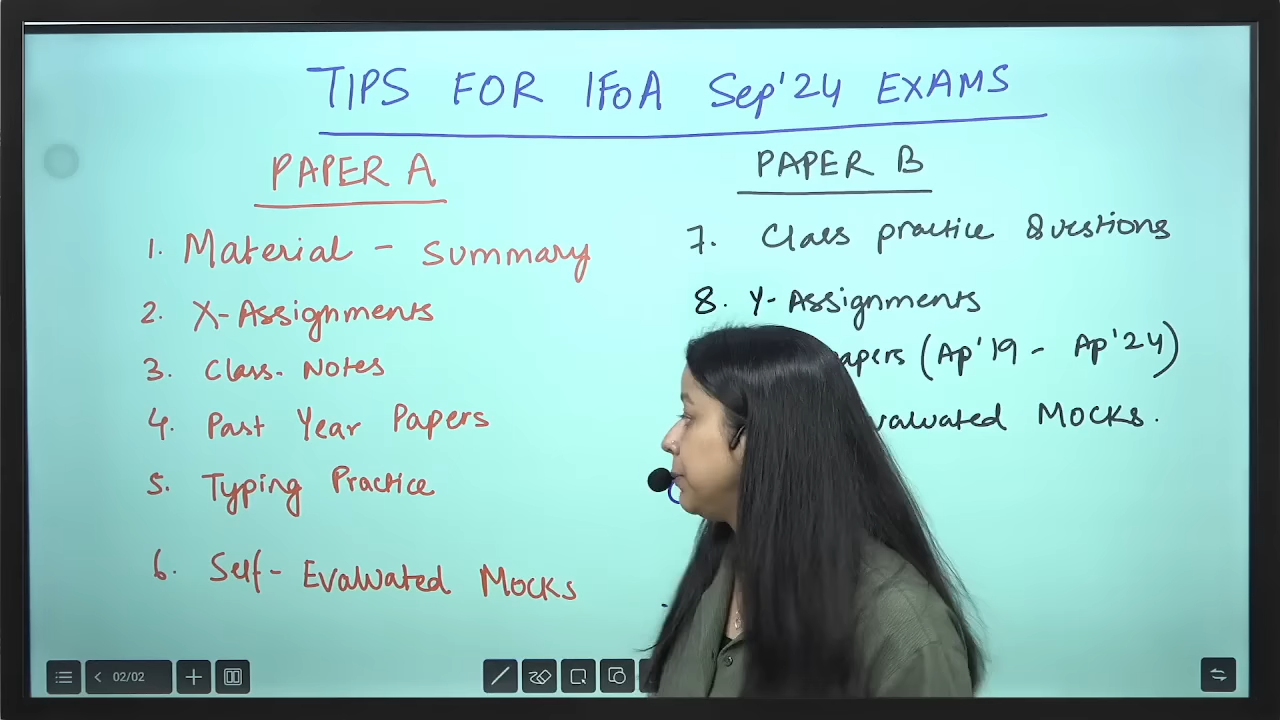 TIPS FOR IFoA Sep'24 EXAMS
PAPER A
1. Material - Summary
2. X-Assignments
3. Class-Notes
4. Past Year Papers
5. Typing Practice
6. Self-Evaluated Mocks
PAPER B
7. Class practice Questions
8. Y-Assignments
(Ap'19 - Ap'24)
Mocks.
02/02